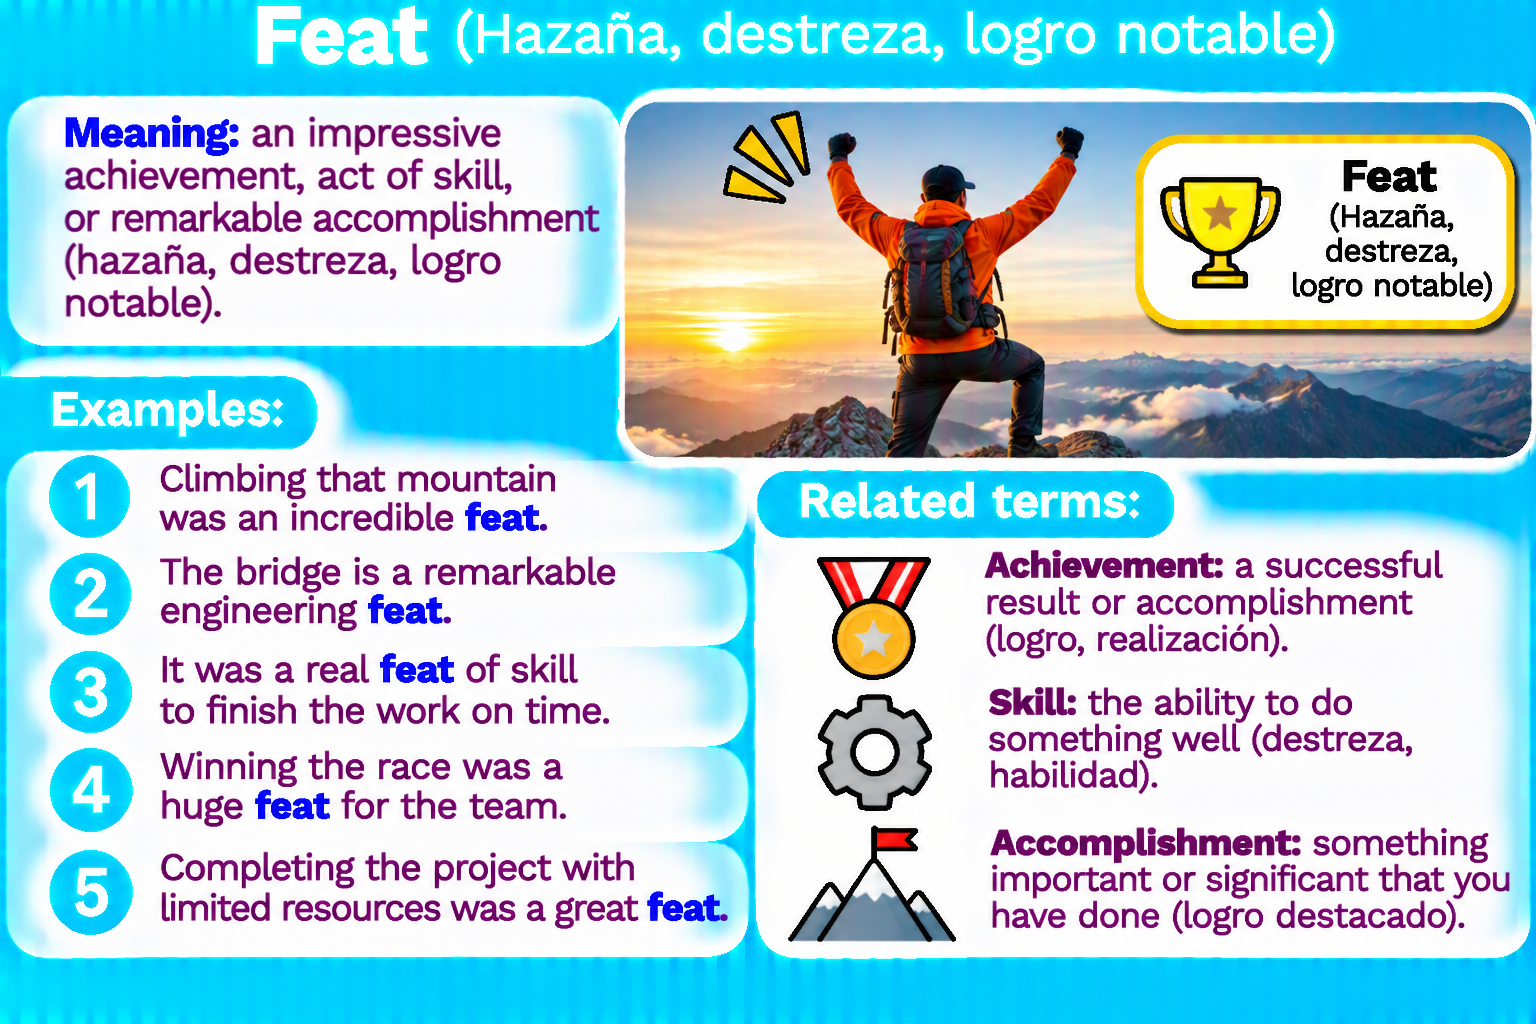 Feat (Hazaña, destreza, logro notable)
Meaning: an impressive
achievement, act of skill,
or remarkable accomplishment
(hazaña, destreza, logro
notable).
Feat
(Hazaña,
destreza,
logro notable)
Examples:
1
Climbing that mountain
was an incredible feat.
2
The bridge is a remarkable
engineering feat.
3
It was a real feat of skill
to finish the work on time.
4
Winning the race was a
huge feat for the team.
5
Completing the project with
limited resources was a great feat.
Related terms:
Achievement: a successful
result or accomplishment
(logro, realización).
Skill: the ability to do
something well (destreza,
habilidad).
Accomplishment: something
important or significant that you
have done (logro destacado).